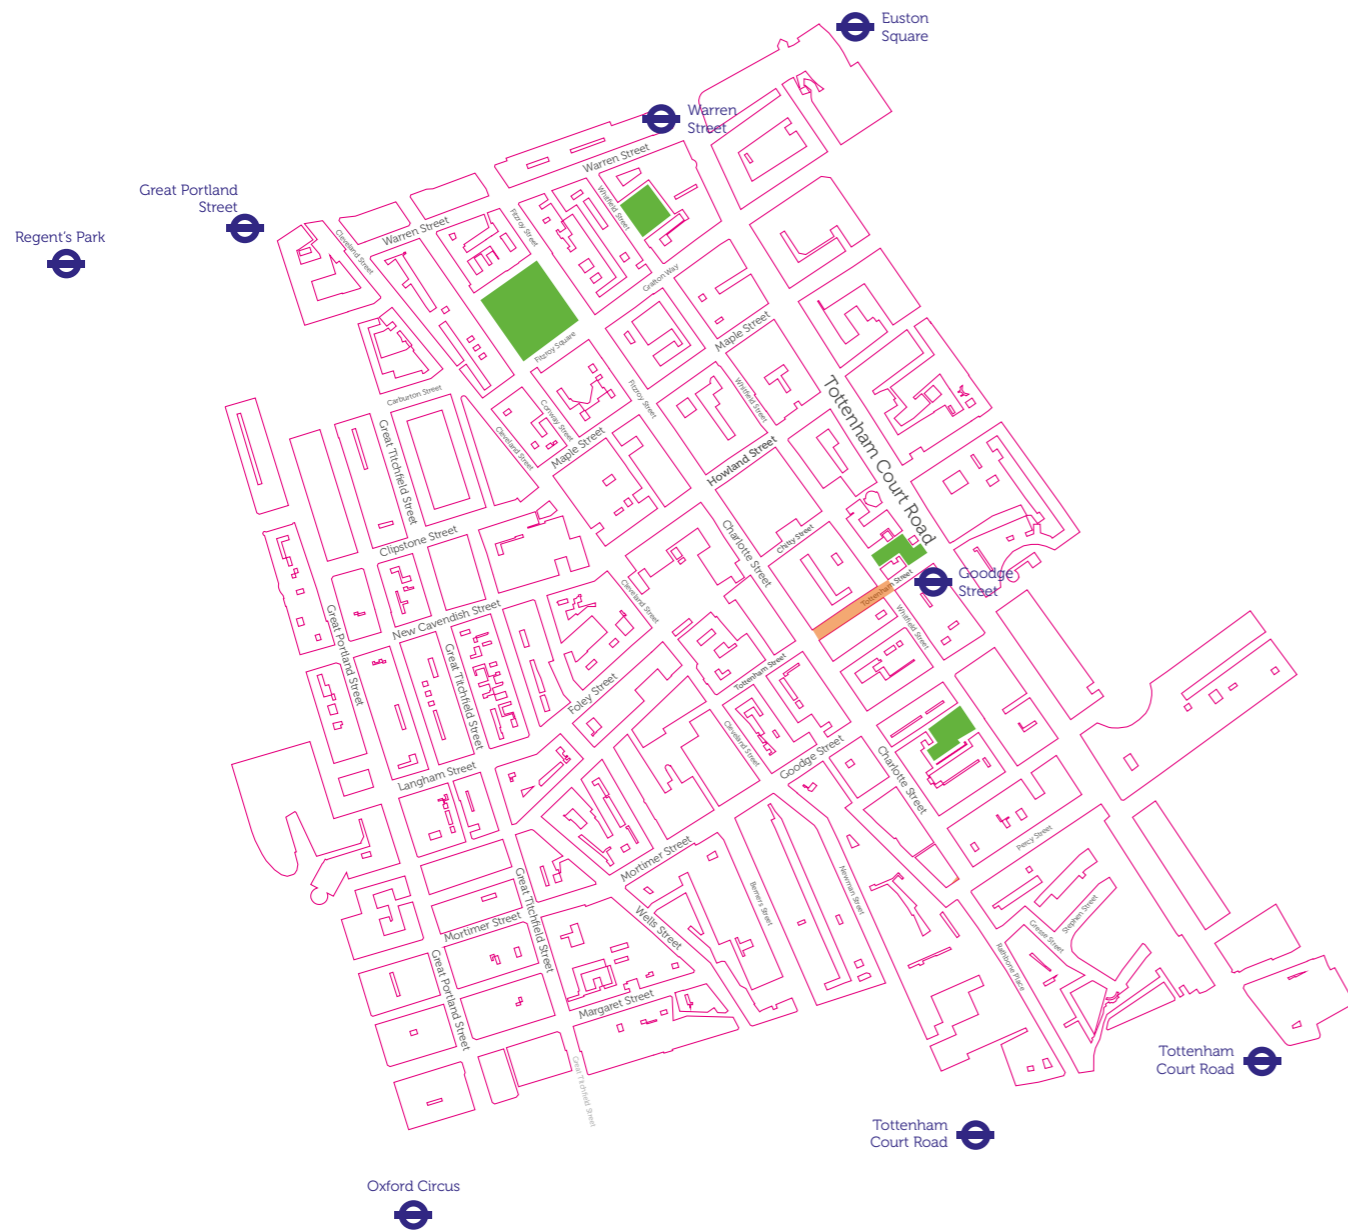 Euston
Square
Warren
Street
Warren Street
Great Portland
Street
Whitfield Street
Fitzroy Street
Warren Street
Cleveland Street
Regent's Park
Grafton Way
Maple Street
Fitzroy Square
Carburton Street
Fitzroy Street
Whitfield Street
Tottenham Court Road
Conway Street
Great Titchfield Street
Cleveland Street
Maple Street
Howland Street
Clipstone Street
Charlotte Street
Chitty Street
Goodge
Street
Tottenham Street
Cleveland Street
New Cavendish Street
Whitfield Street
Great Portland Street
Great Titchfield Street
Tottenham Street
Foley Street
Cleveland Street
Goodge Street
Charlotte Street
Langham Street
Percy Street
Mortimer Street
Newman Street
Berners Street
Great Titchfield Street
Wells Street
Mortimer Street
Stephen Street
Gresse Street
Rathbone Place
Great Portland Street
Margaret Street
Great Titchfield Street
Tottenham
Court Road
Tottenham
Court Road
Oxford Circus